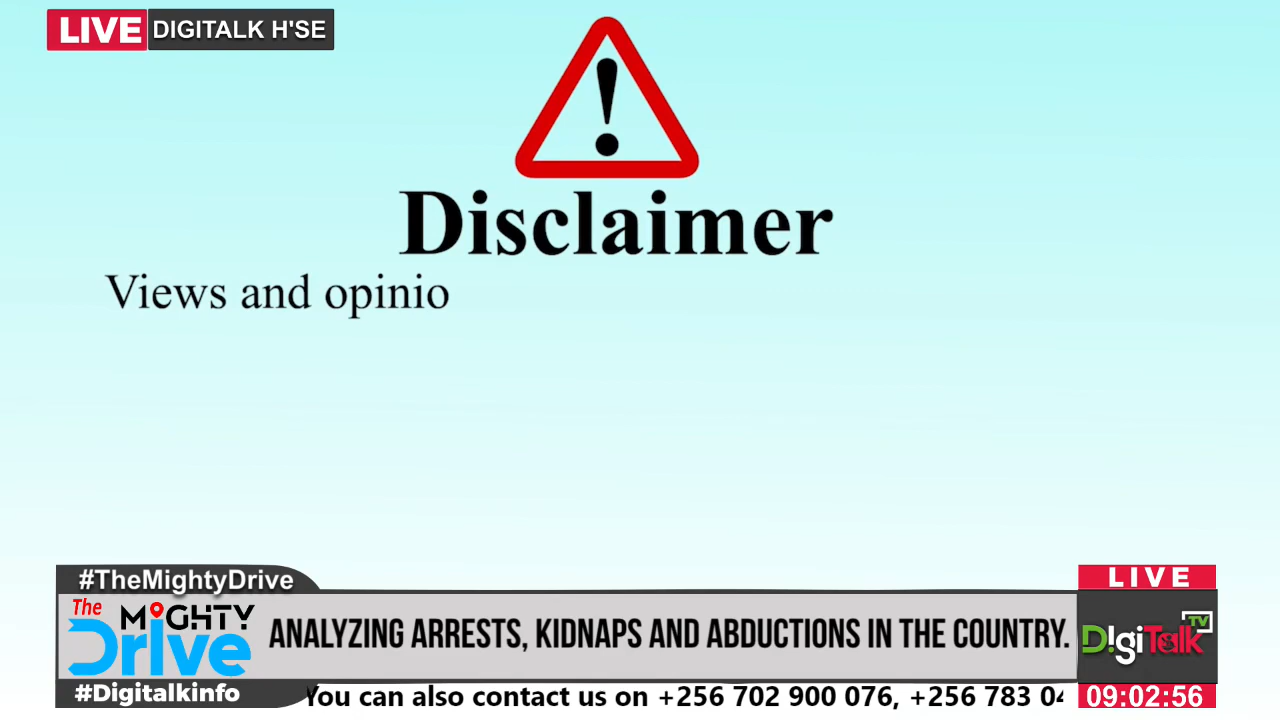 LIVE DIGITALK H'SE
Disclaimer
Views and opinio
#TheMightyDrive
LIVE
The MiGHTY
Drive
ANALYZING ARRESTS, KIDNAPS AND ABDUCTIONS IN THE COUNTRY.
D!giTalk TV
#Digitalkinfo
You can also contact us on +256 702 900 076, +256 783 04
09:02:56